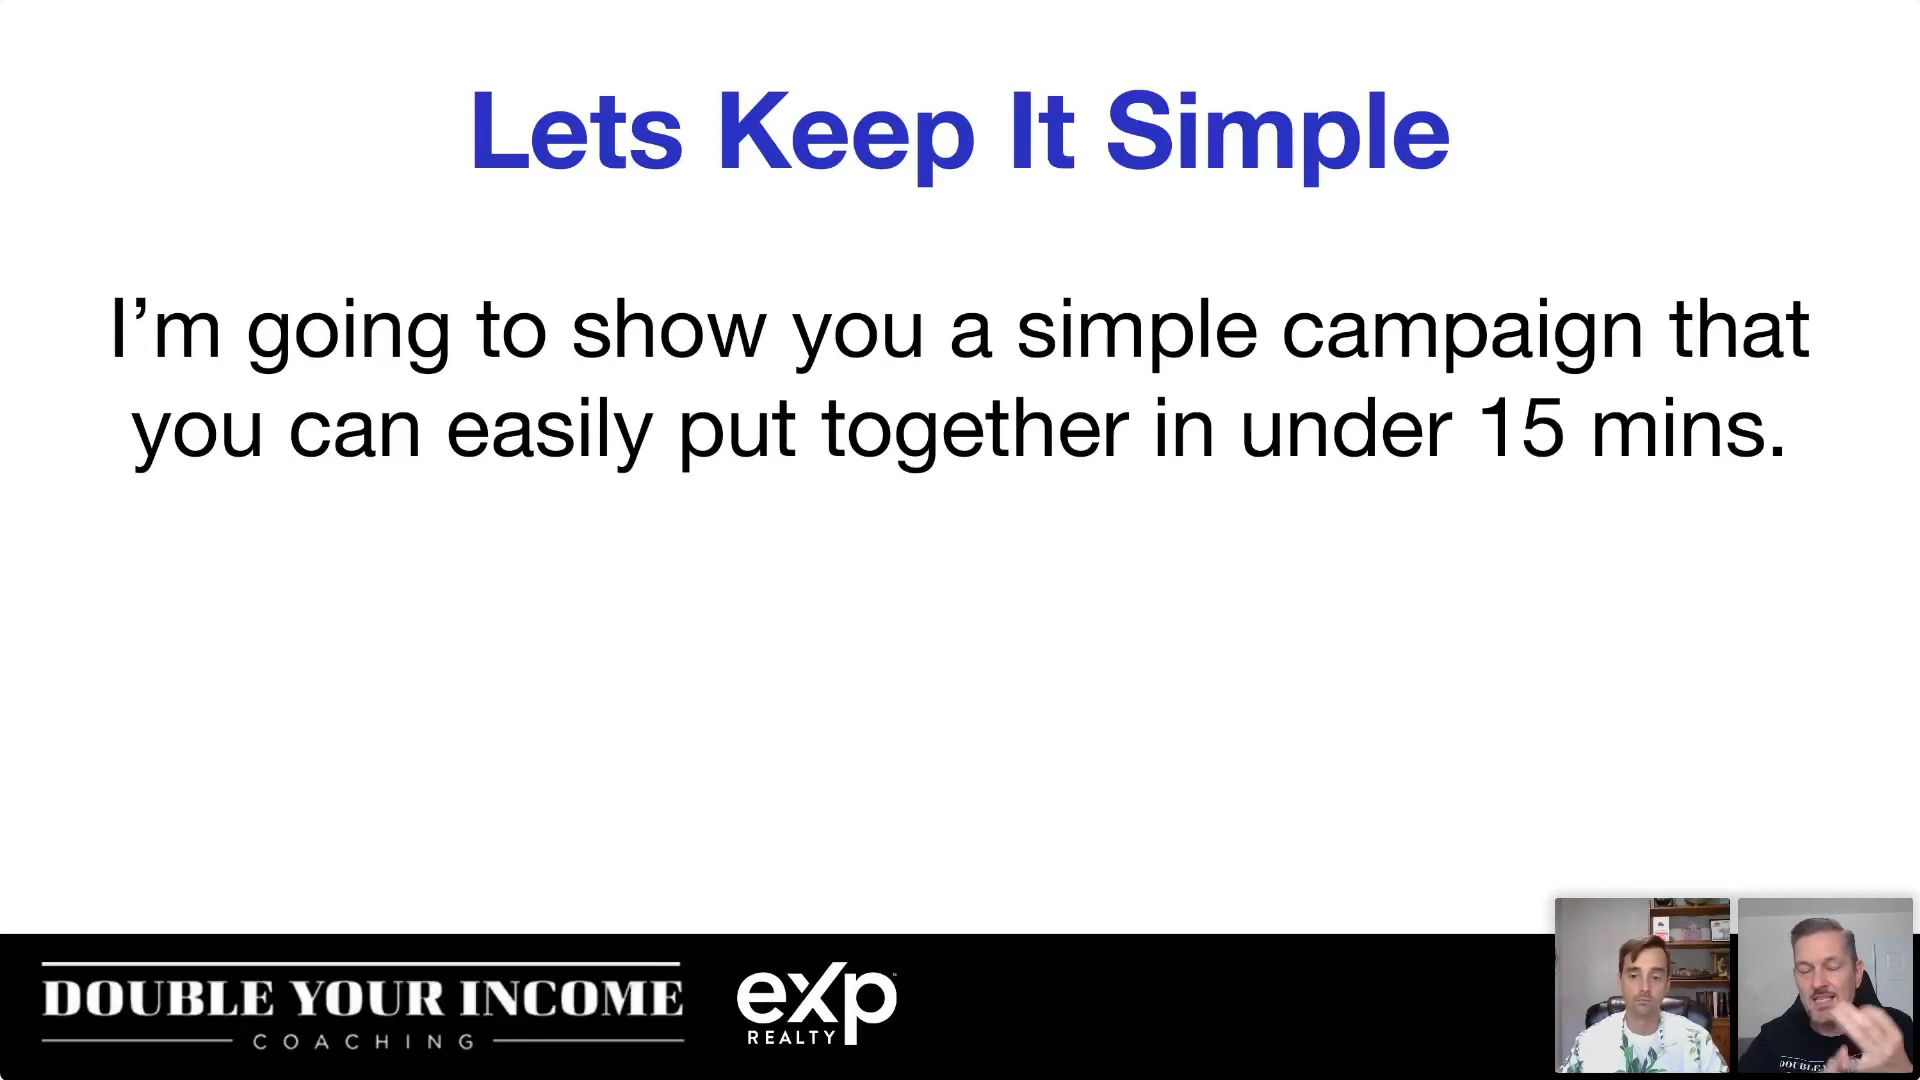 Lets Keep It Simple
I’m going to show you a simple campaign that
you can easily put together in under 15 mins.
DOUBLE YOUR INCOME
COACHING
eXp
REALTY
DOUBLE